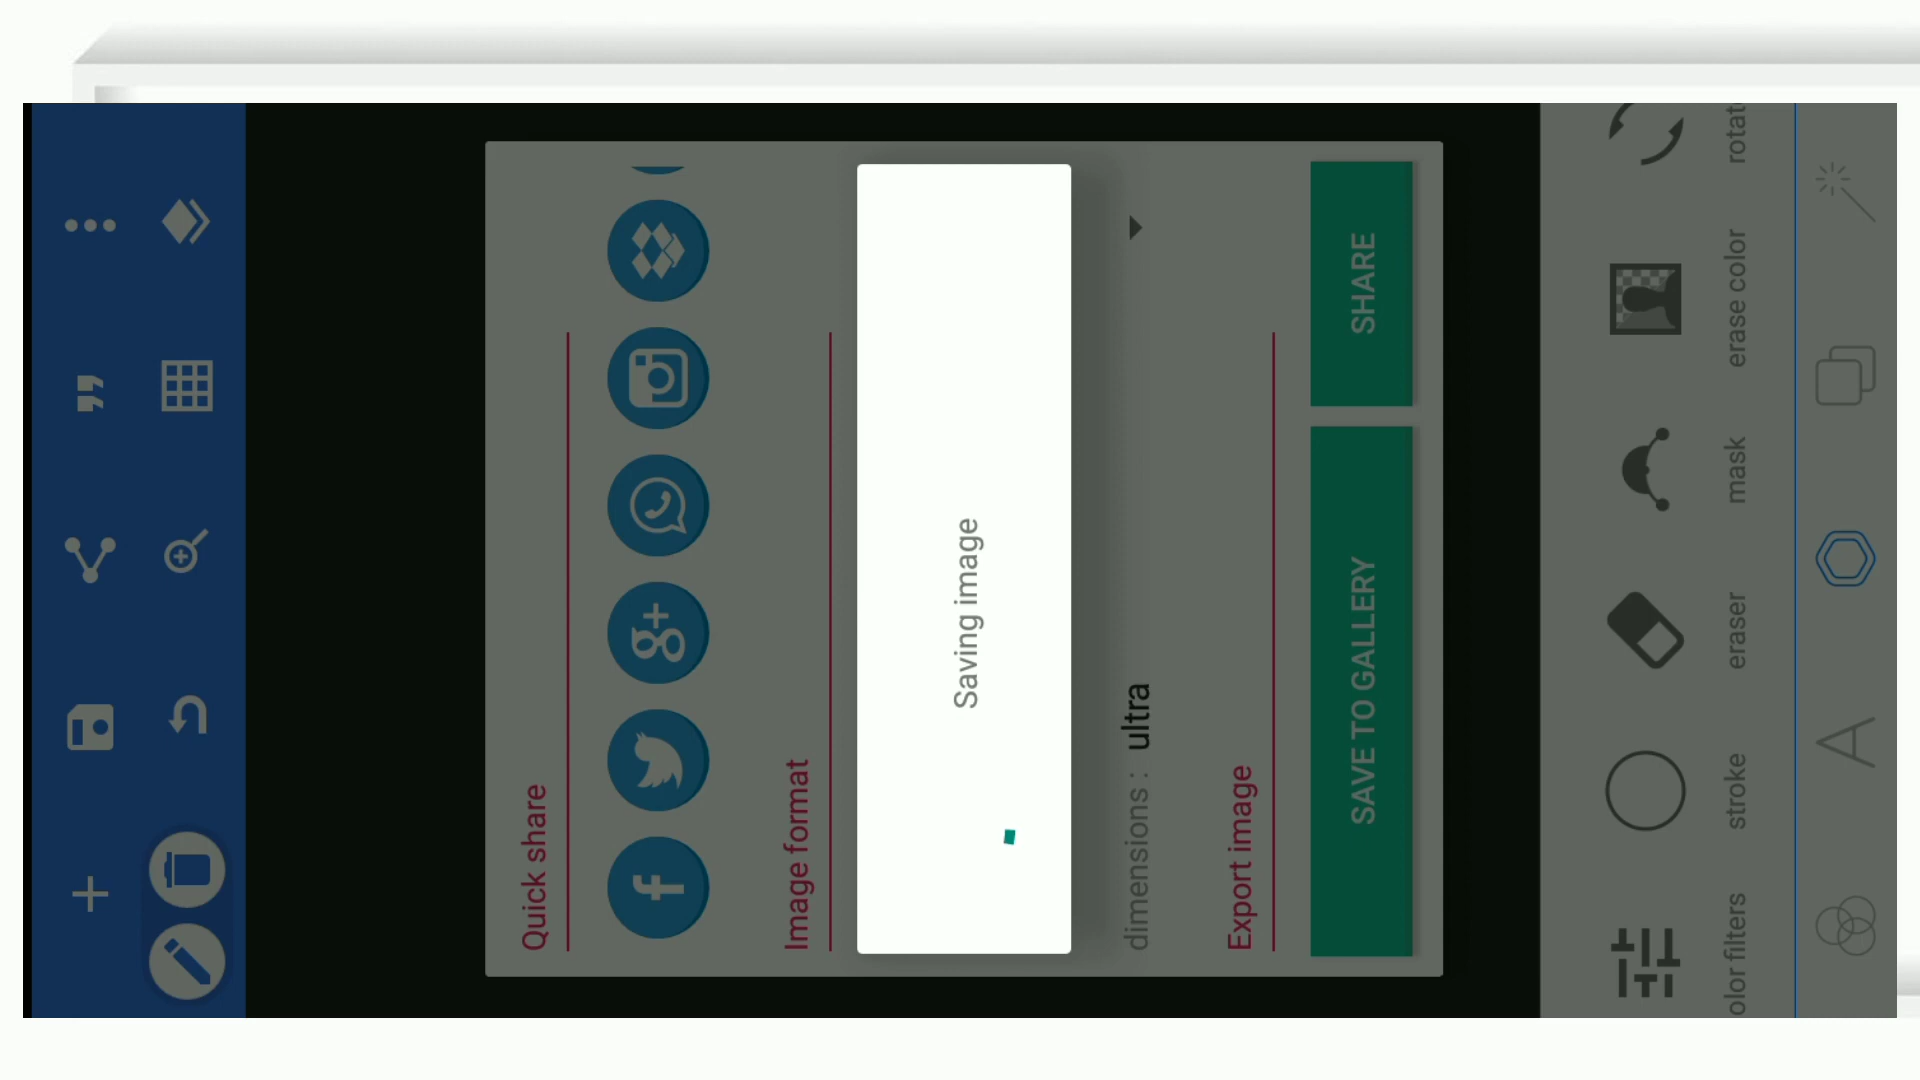 Quick share
Image format
Saving image
dimensions : ultra
Export image
SAVE TO GALLERY
SHARE
olor filters
stroke
eraser
mask
erase color
rotat